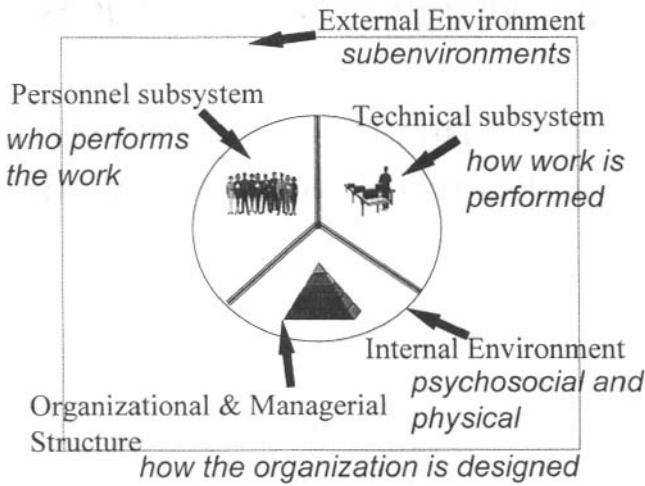 External Environment
subenvironments
Personnel subsystem
who performs
the work
Technical subsystem
how work is
performed
Internal Environment
psychosocial and
physical
Organizational & Managerial
Structure
how the organization is designed